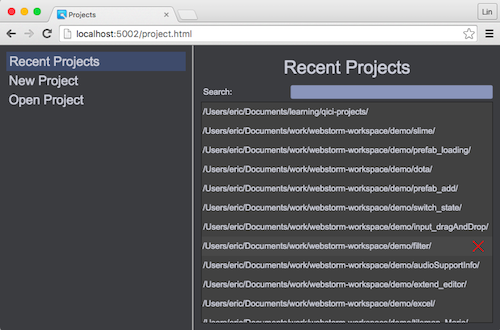 Projects
Lin
localhost:5002/project.html
Recent Projects
New Project
Open Project
Recent Projects
Search:
/Users/eric/Documents/learning/qici-projects/
/Users/eric/Documents/work/webstorm-workspace/demo/slime/
/Users/eric/Documents/work/webstorm-workspace/demo/prefab_loading/
/Users/eric/Documents/work/webstorm-workspace/demo/dota/
/Users/eric/Documents/work/webstorm-workspace/demo/prefab_add/
/Users/eric/Documents/work/webstorm-workspace/demo/switch_state/
/Users/eric/Documents/work/webstorm-workspace/demo/input_dragAndDrop/
/Users/eric/Documents/work/webstorm-workspace/demo/filter/
/Users/eric/Documents/work/webstorm-workspace/demo/audioSupportInfo/
/Users/eric/Documents/work/webstorm-workspace/demo/extend_editor/
/Users/eric/Documents/work/webstorm-workspace/demo/excel/